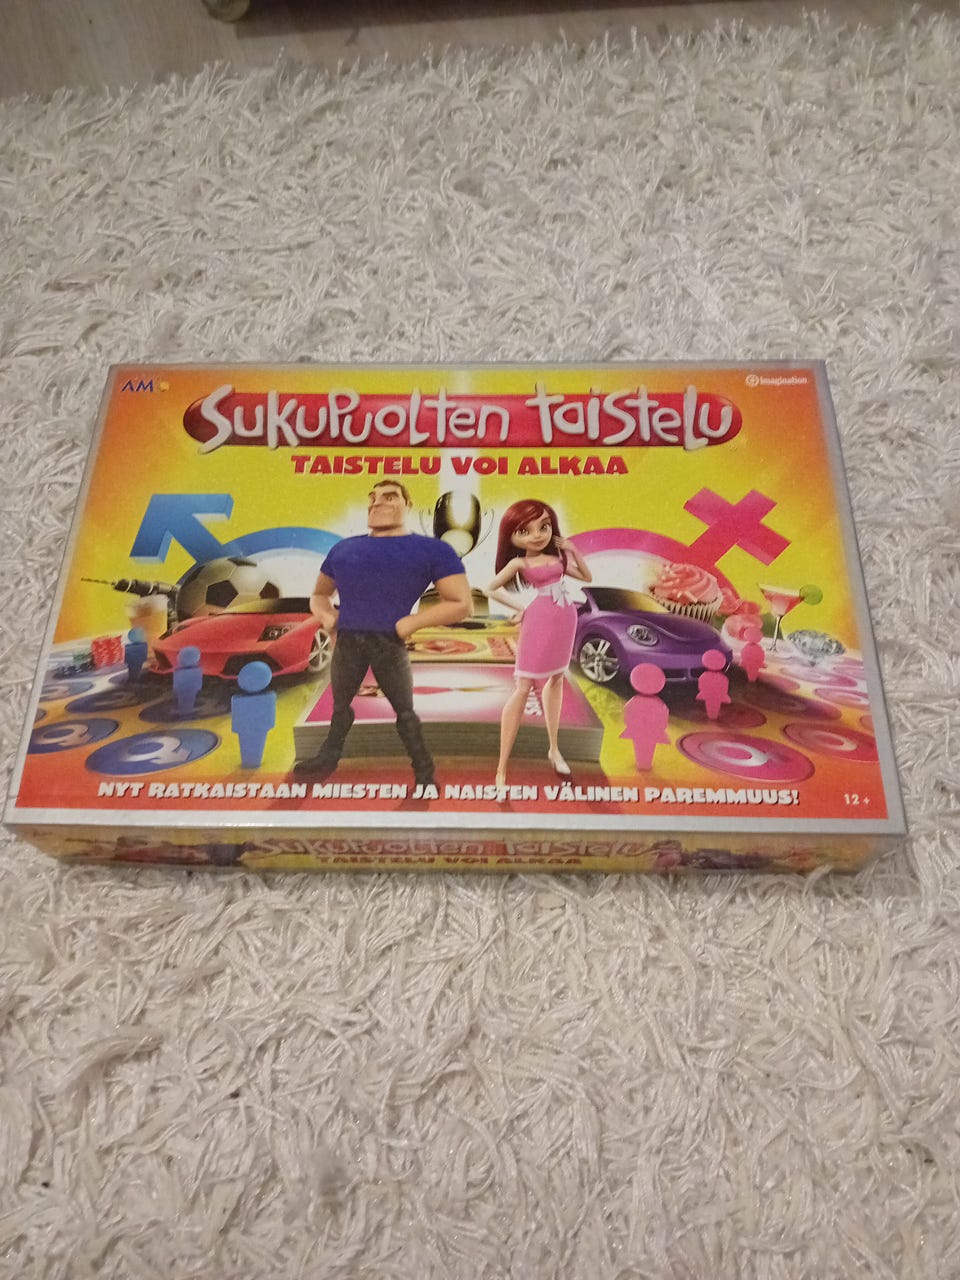 AMO
Imagination
SUKUPUOLTEN TAISTELU
TAISTELU VOI ALKAA
NYT RATKAISTAAN MIESTEN JA NAISTEN VÄLINEN PAREMMUUS!
12+
SUKUPUOLTEN TAISTELU
TAISTELU VOI ALKAA